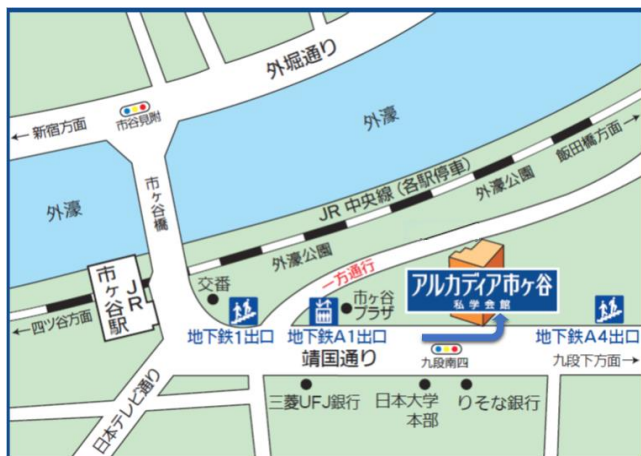 外堀通り
市谷見附
←新宿方面
外濠
飯田橋方面→
外濠
市ヶ谷橋
JR中央線(各駅停車)
外濠公園
外濠公園
JR
市ヶ谷駅
交番
一方通行
市ヶ谷
プラザ
アルカディア市ヶ谷
私学会館
←四ツ谷方面
地下鉄1出口
地下鉄A1出口
地下鉄A4出口
靖国通り
九段南四
九段下方面→
日本テレビ通り
三菱UFJ銀行
日本大学
本部
りそな銀行